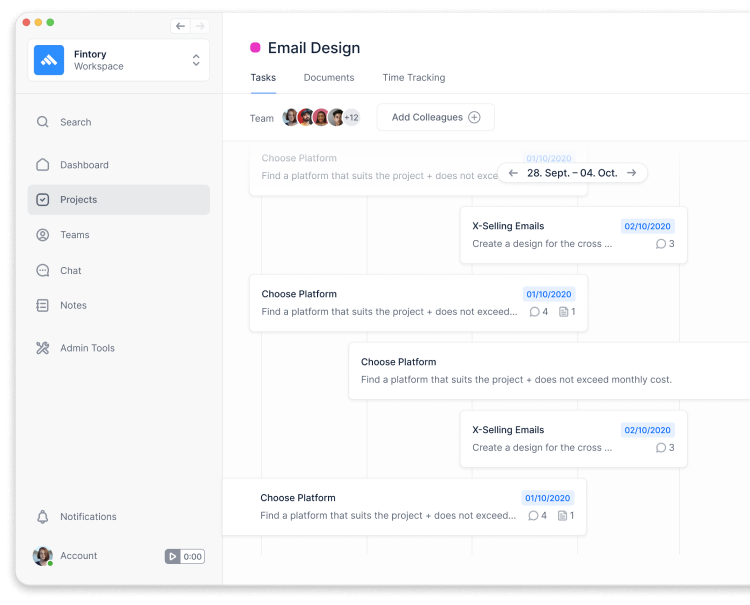 Fintory
Workspace
Search
Dashboard
Projects
Teams
Chat
Notes
Admin Tools
Notifications
Account
0:00
Email Design
Tasks Documents Time Tracking
Team +12 Add Colleagues
Choose Platform 01/10/2020
Find a platform that suits the project + does not exce
28. Sept. – 04. Oct.
X-Selling Emails 02/10/2020
Create a design for the cross ... 3
Choose Platform 01/10/2020
Find a platform that suits the project + does not exceed... 4 1
Choose Platform
Find a platform that suits the project + does not exceed monthly cost.
X-Selling Emails 02/10/2020
Create a design for the cross ... 3
Choose Platform 01/10/2020
Find a platform that suits the project + does not exceed... 4 1